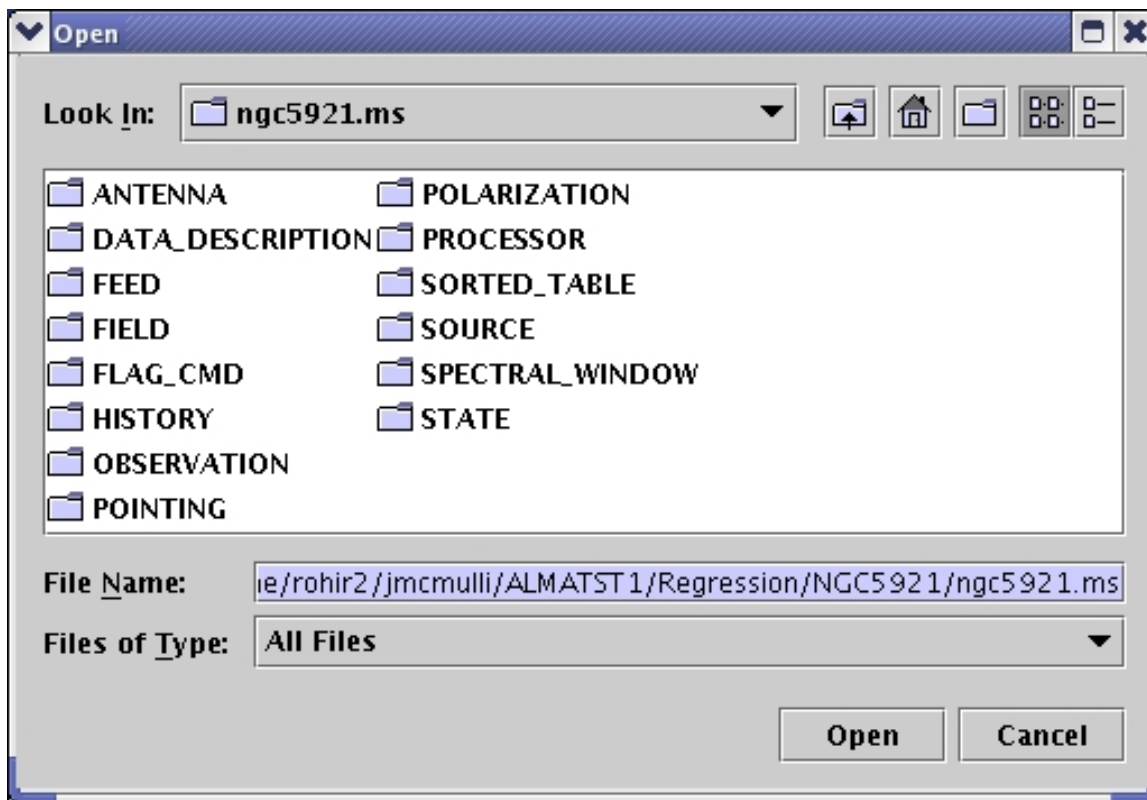 Open
Look In: ngc5921.ms
ANTENNA
DATA_DESCRIPTION
FEED
FIELD
FLAG_CMD
HISTORY
OBSERVATION
POINTING
POLARIZATION
PROCESSOR
SORTED_TABLE
SOURCE
SPECTRAL_WINDOW
STATE
File Name: e/rohir2/jmcmulli/ALMATST1/Regression/NGC5921/ngc5921.ms
Files of Type: All Files
Open Cancel